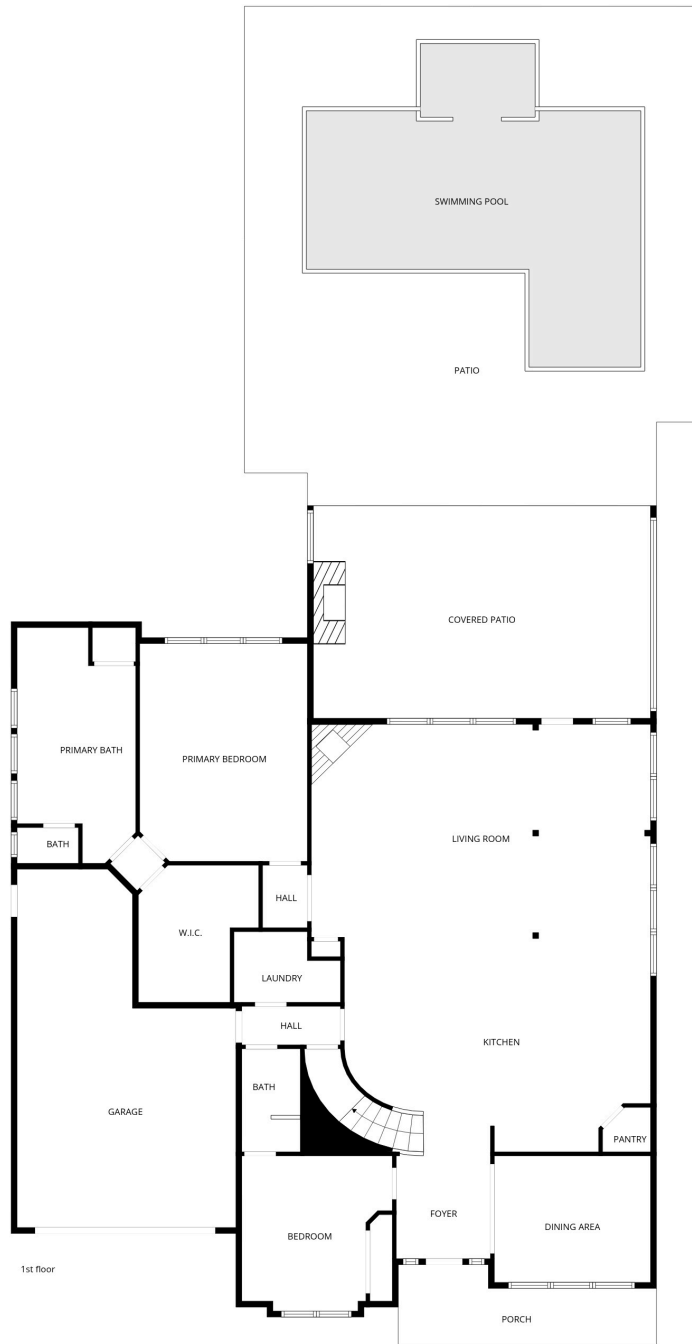 SWIMMING POOL
PATIO
COVERED PATIO
PRIMARY BATH
PRIMARY BEDROOM
LIVING ROOM
BATH
HALL
W.I.C.
LAUNDRY
HALL
KITCHEN
BATH
GARAGE
PANTRY
FOYER
DINING AREA
BEDROOM
1st floor
PORCH